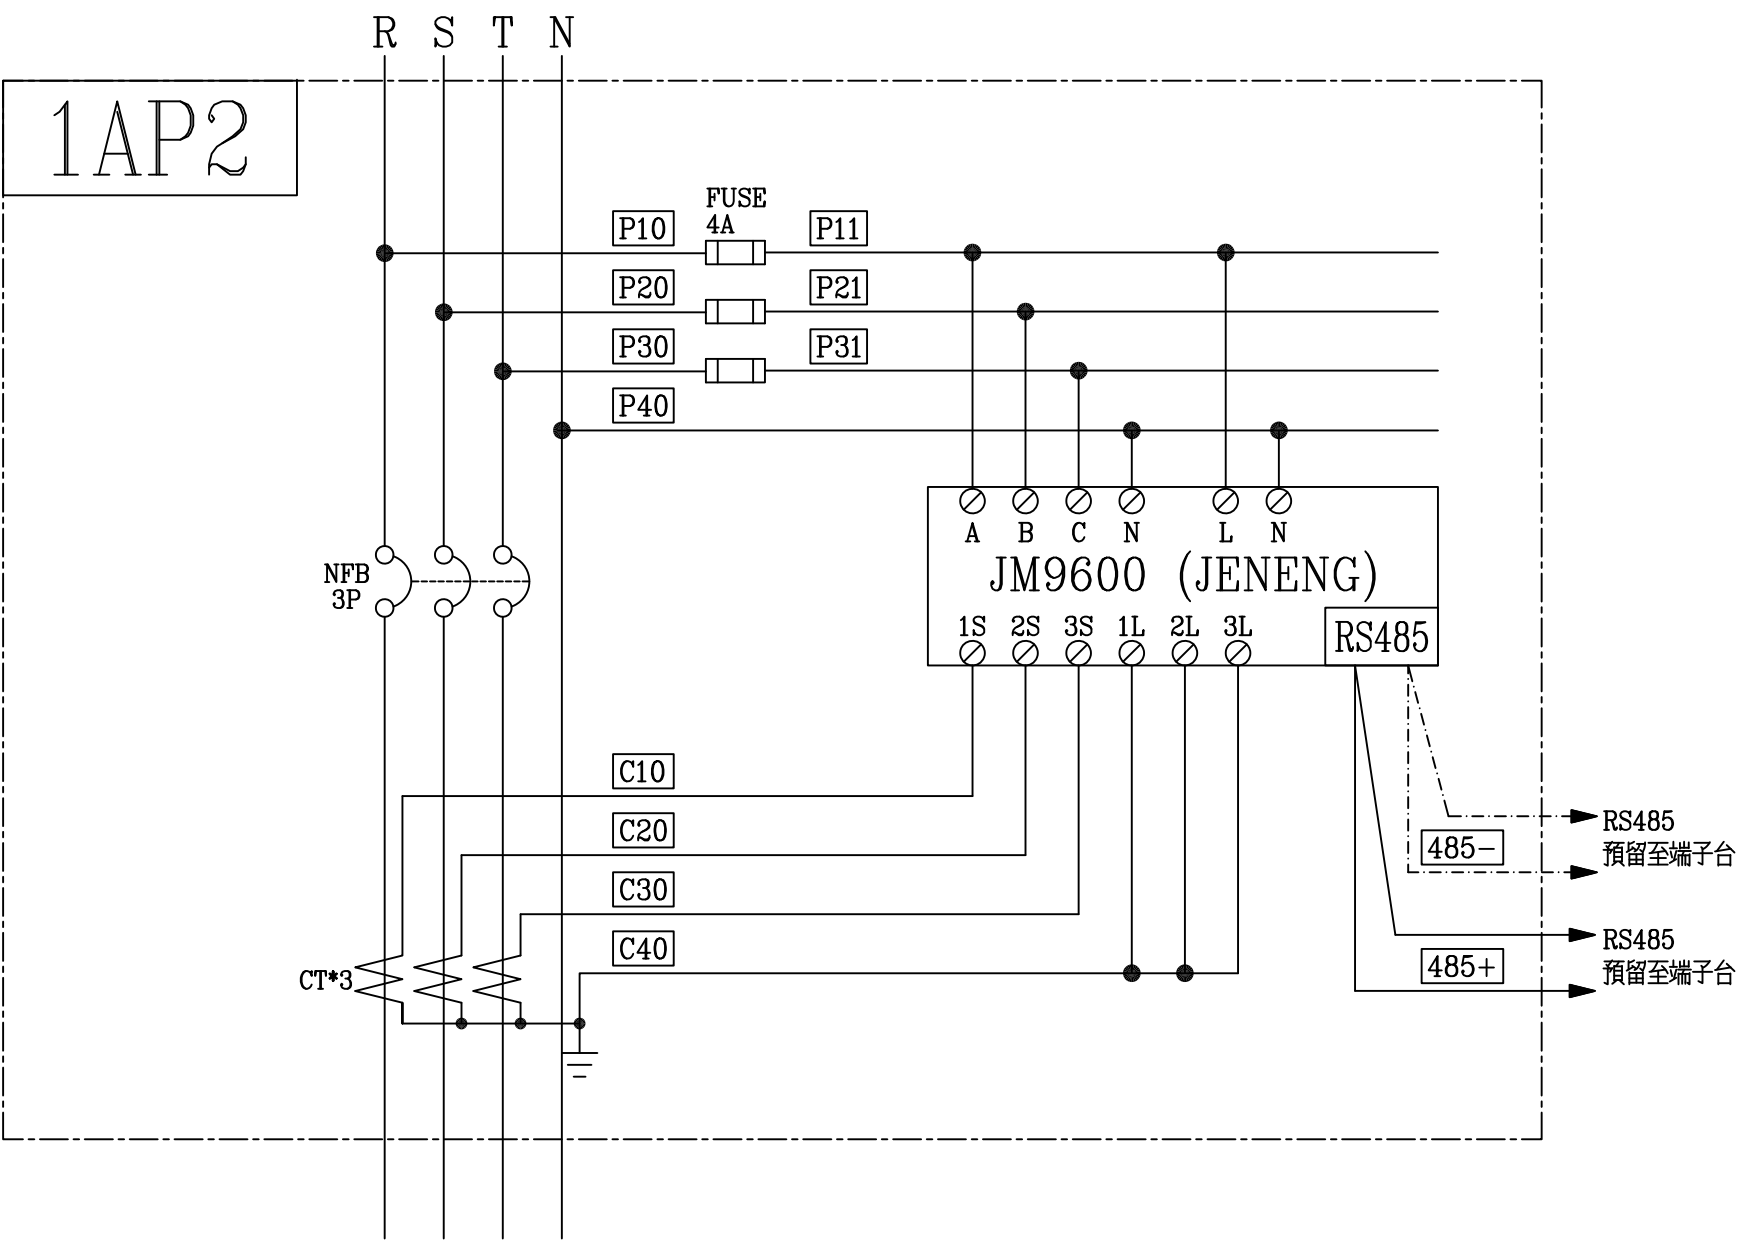 R S T N
1AP2
FUSE
4A
P10
P11
P20
P21
P30
P31
P40
A B C N L N
JM9600 (JENENG)
NFB
3P
1S 2S 3S 1L 2L 3L
RS485
C10
C20
C30
C40
CT*3
485-
RS485
預留至端子台
485+
RS485
預留至端子台